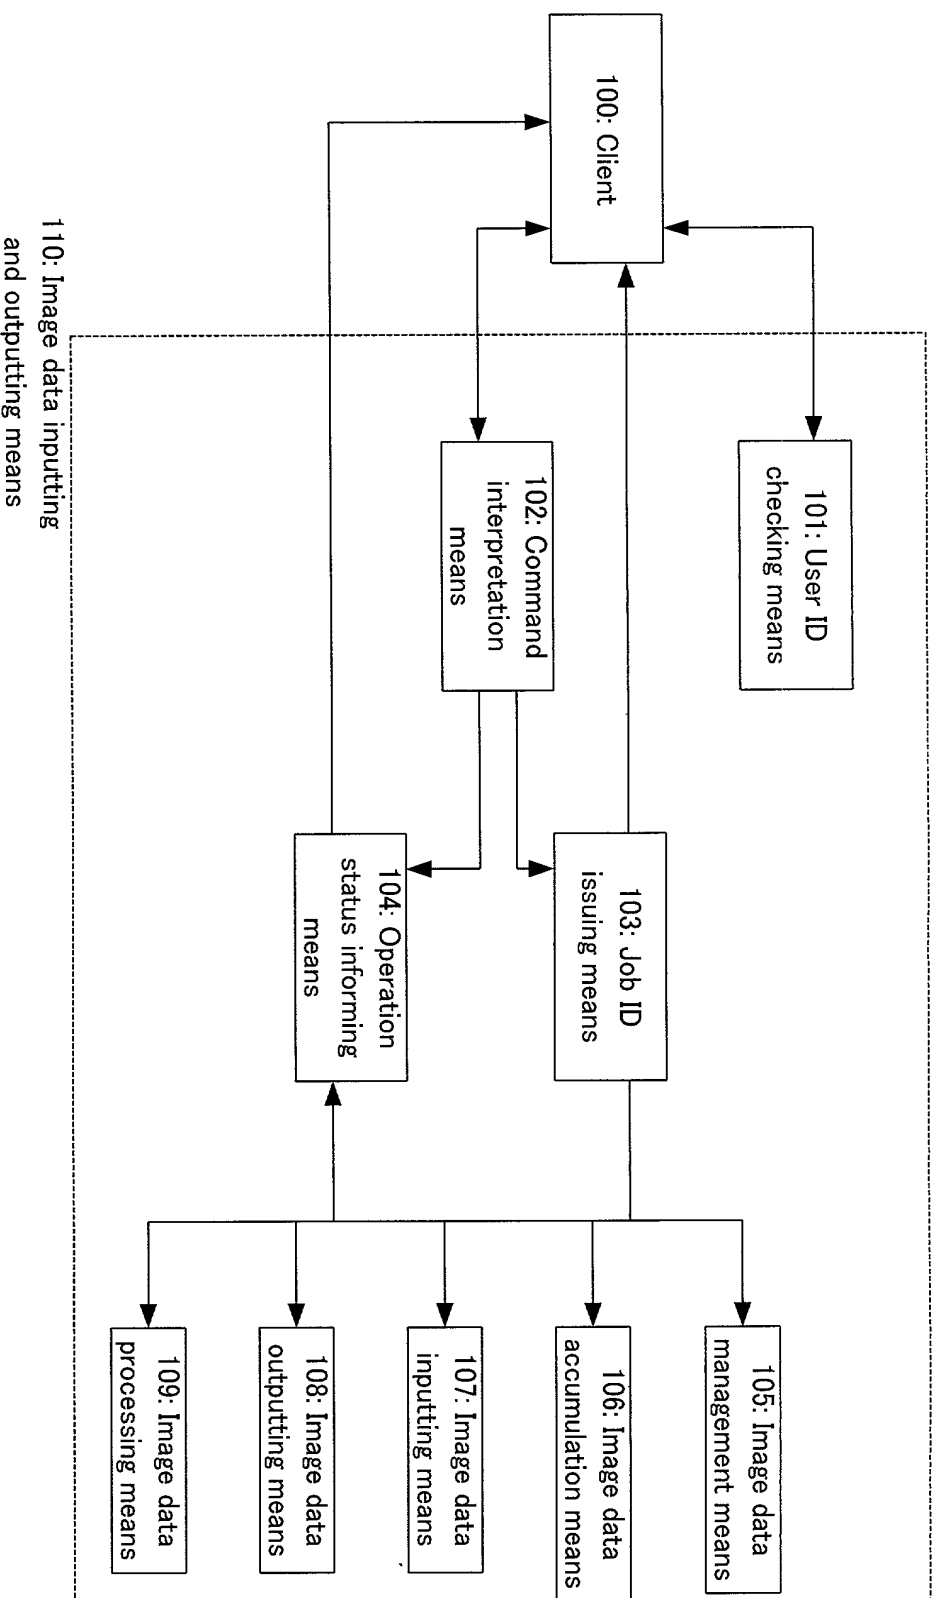 100: Client
101: User ID
checking means
102: Command
interpretation
means
103: Job ID
issuing means
104: Operation
status informing
means
105: Image data
management means
106: Image data
accumulation means
107: Image data
inputting means
108: Image data
outputting means
109: Image data
processing means
110: Image data inputting
and outputting means